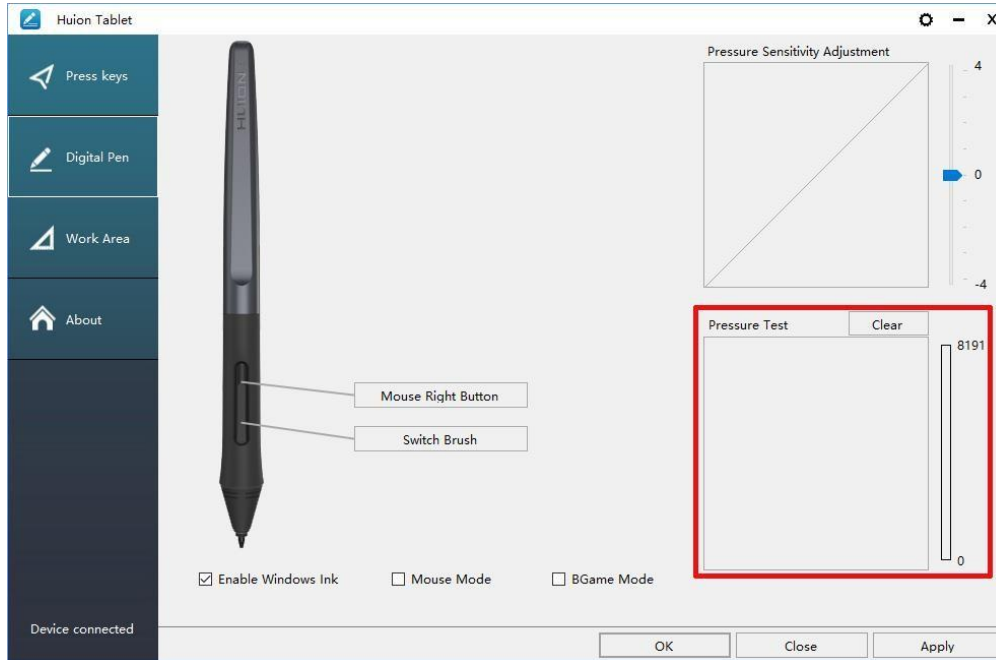 Huion Tablet
Press keys
Digital Pen
Work Area
About
Device connected
HUION
Mouse Right Button
Switch Brush
Enable Windows Ink
Mouse Mode
BGame Mode
Pressure Sensitivity Adjustment
4
0
-4
Pressure Test
Clear
8191
0
OK
Close
Apply